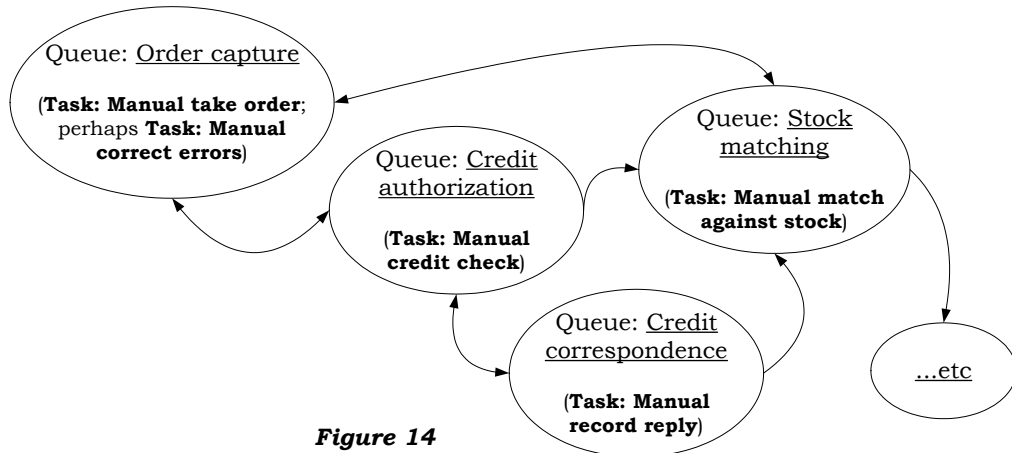 Queue: Order capture
(Task: Manual take order;
perhaps Task: Manual
correct errors)
Queue: Credit
authorization
(Task: Manual
credit check)
Queue: Stock
matching
(Task: Manual match
against stock)
Queue: Credit
correspondence
(Task: Manual
record reply)
...etc
Figure 14